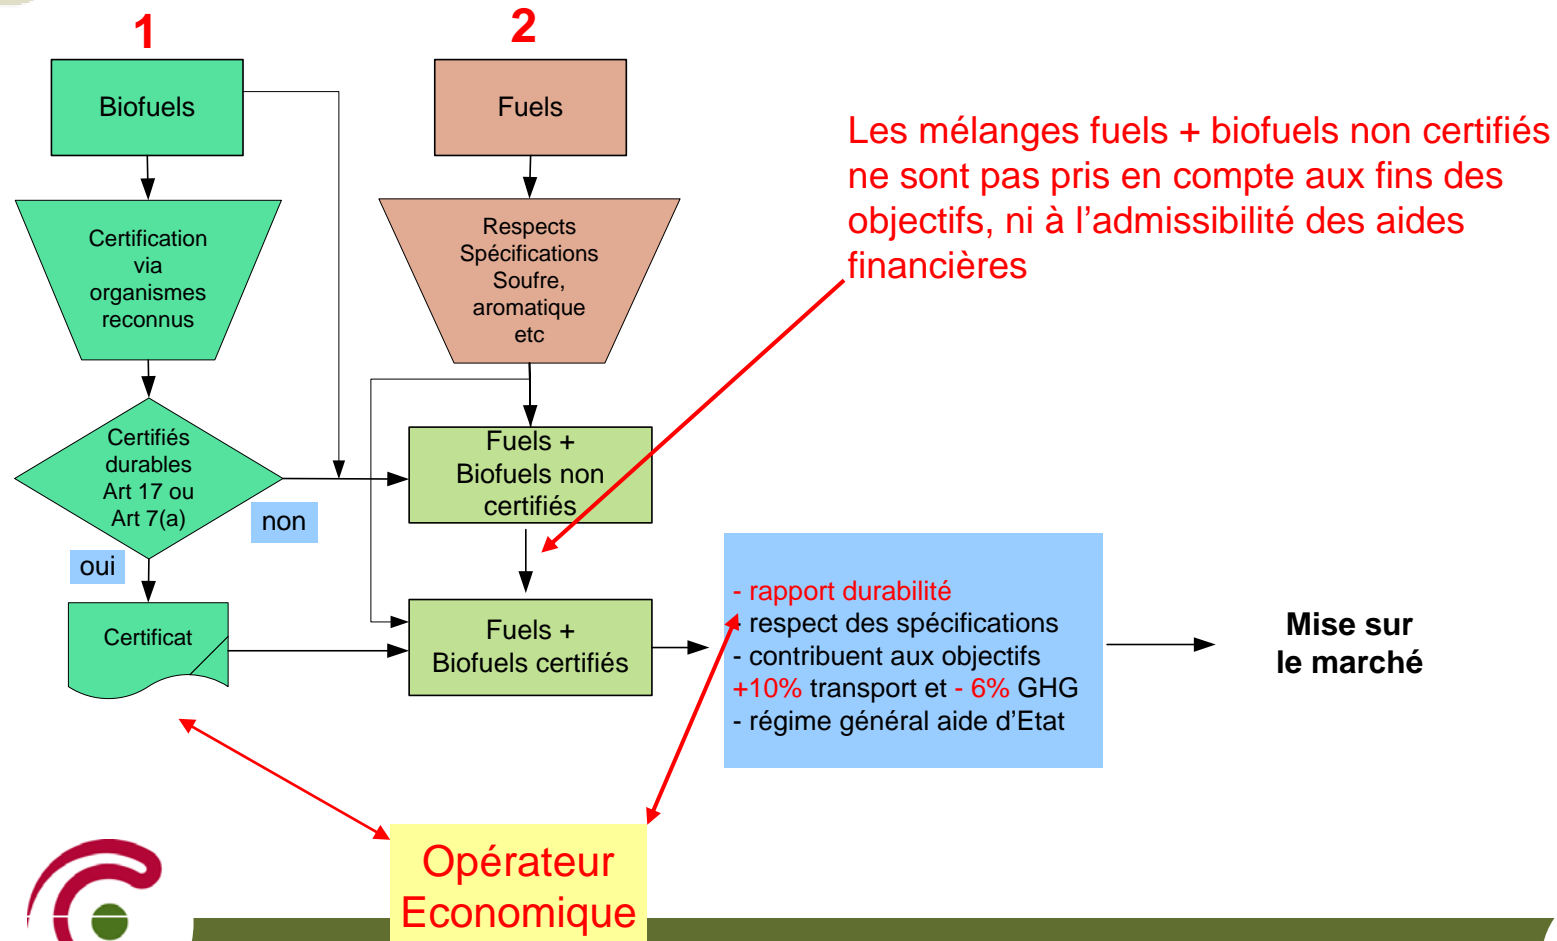 1
2
Biofuels
Fuels
Les mélanges fuels + biofuels non certifiés
ne sont pas pris en compte aux fins des
objectifs, ni à l’admissibilité des aides
financières
Certification
via
organismes
reconnus
Respects
Spécifications
Soufre,
aromatique
etc
Certifiés
durables
Art 17 ou
Art 7(a)
non
oui
Fuels +
Biofuels non
certifiés
Certificat
Fuels +
Biofuels certifiés
- rapport durabilité
- respect des spécifications
- contribuent aux objectifs
+10% transport et - 6% GHG
- régime général aide d’Etat
Mise sur
le marché
Opérateur
Economique